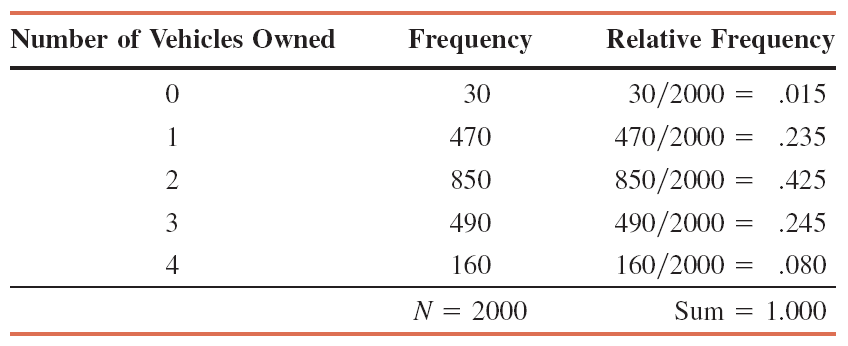 Number of Vehicles Owned Frequency Relative Frequency
0 30 30/2000 = .015
1 470 470/2000 = .235
2 850 850/2000 = .425
3 490 490/2000 = .245
4 160 160/2000 = .080
N = 2000 Sum = 1.000